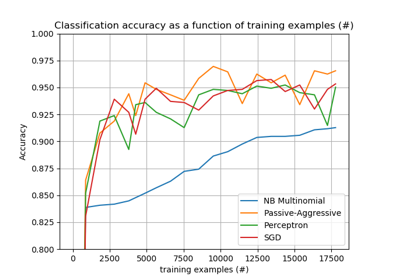 Classification accuracy as a function of training examples (#)
1.000
0.975
0.950
0.925
0.900
0.875
0.850
0.825
0.800
Accuracy
NB Multinomial
Passive-Aggressive
Perceptron
SGD
0 2500 5000 7500 10000 12500 15000 17500
training examples (#)